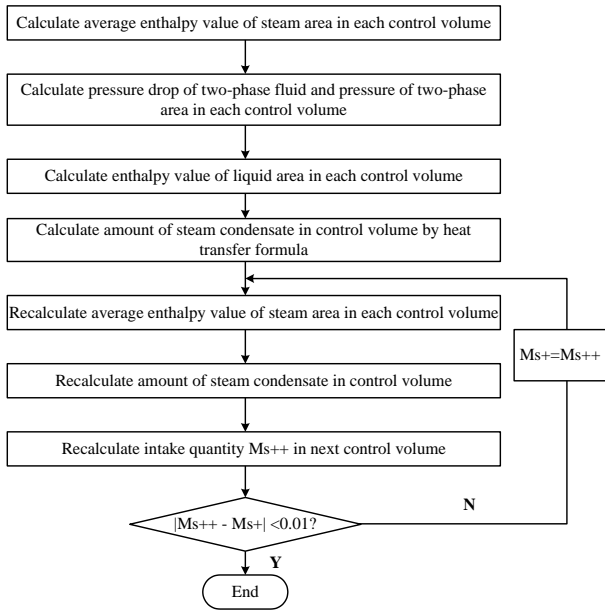 Calculate average enthalpy value of steam area in each control volume
Calculate pressure drop of two-phase fluid and pressure of two-phase
area in each control volume
Calculate enthalpy value of liquid area in each control volume
Calculate amount of steam condensate in control volume by heat
transfer formula
Recalculate average enthalpy value of steam area in each control volume
Ms+=Ms++
Recalculate amount of steam condensate in control volume
Recalculate intake quantity Ms++ in next control volume
|Ms++ - Ms+| <0.01?
N
Y
End